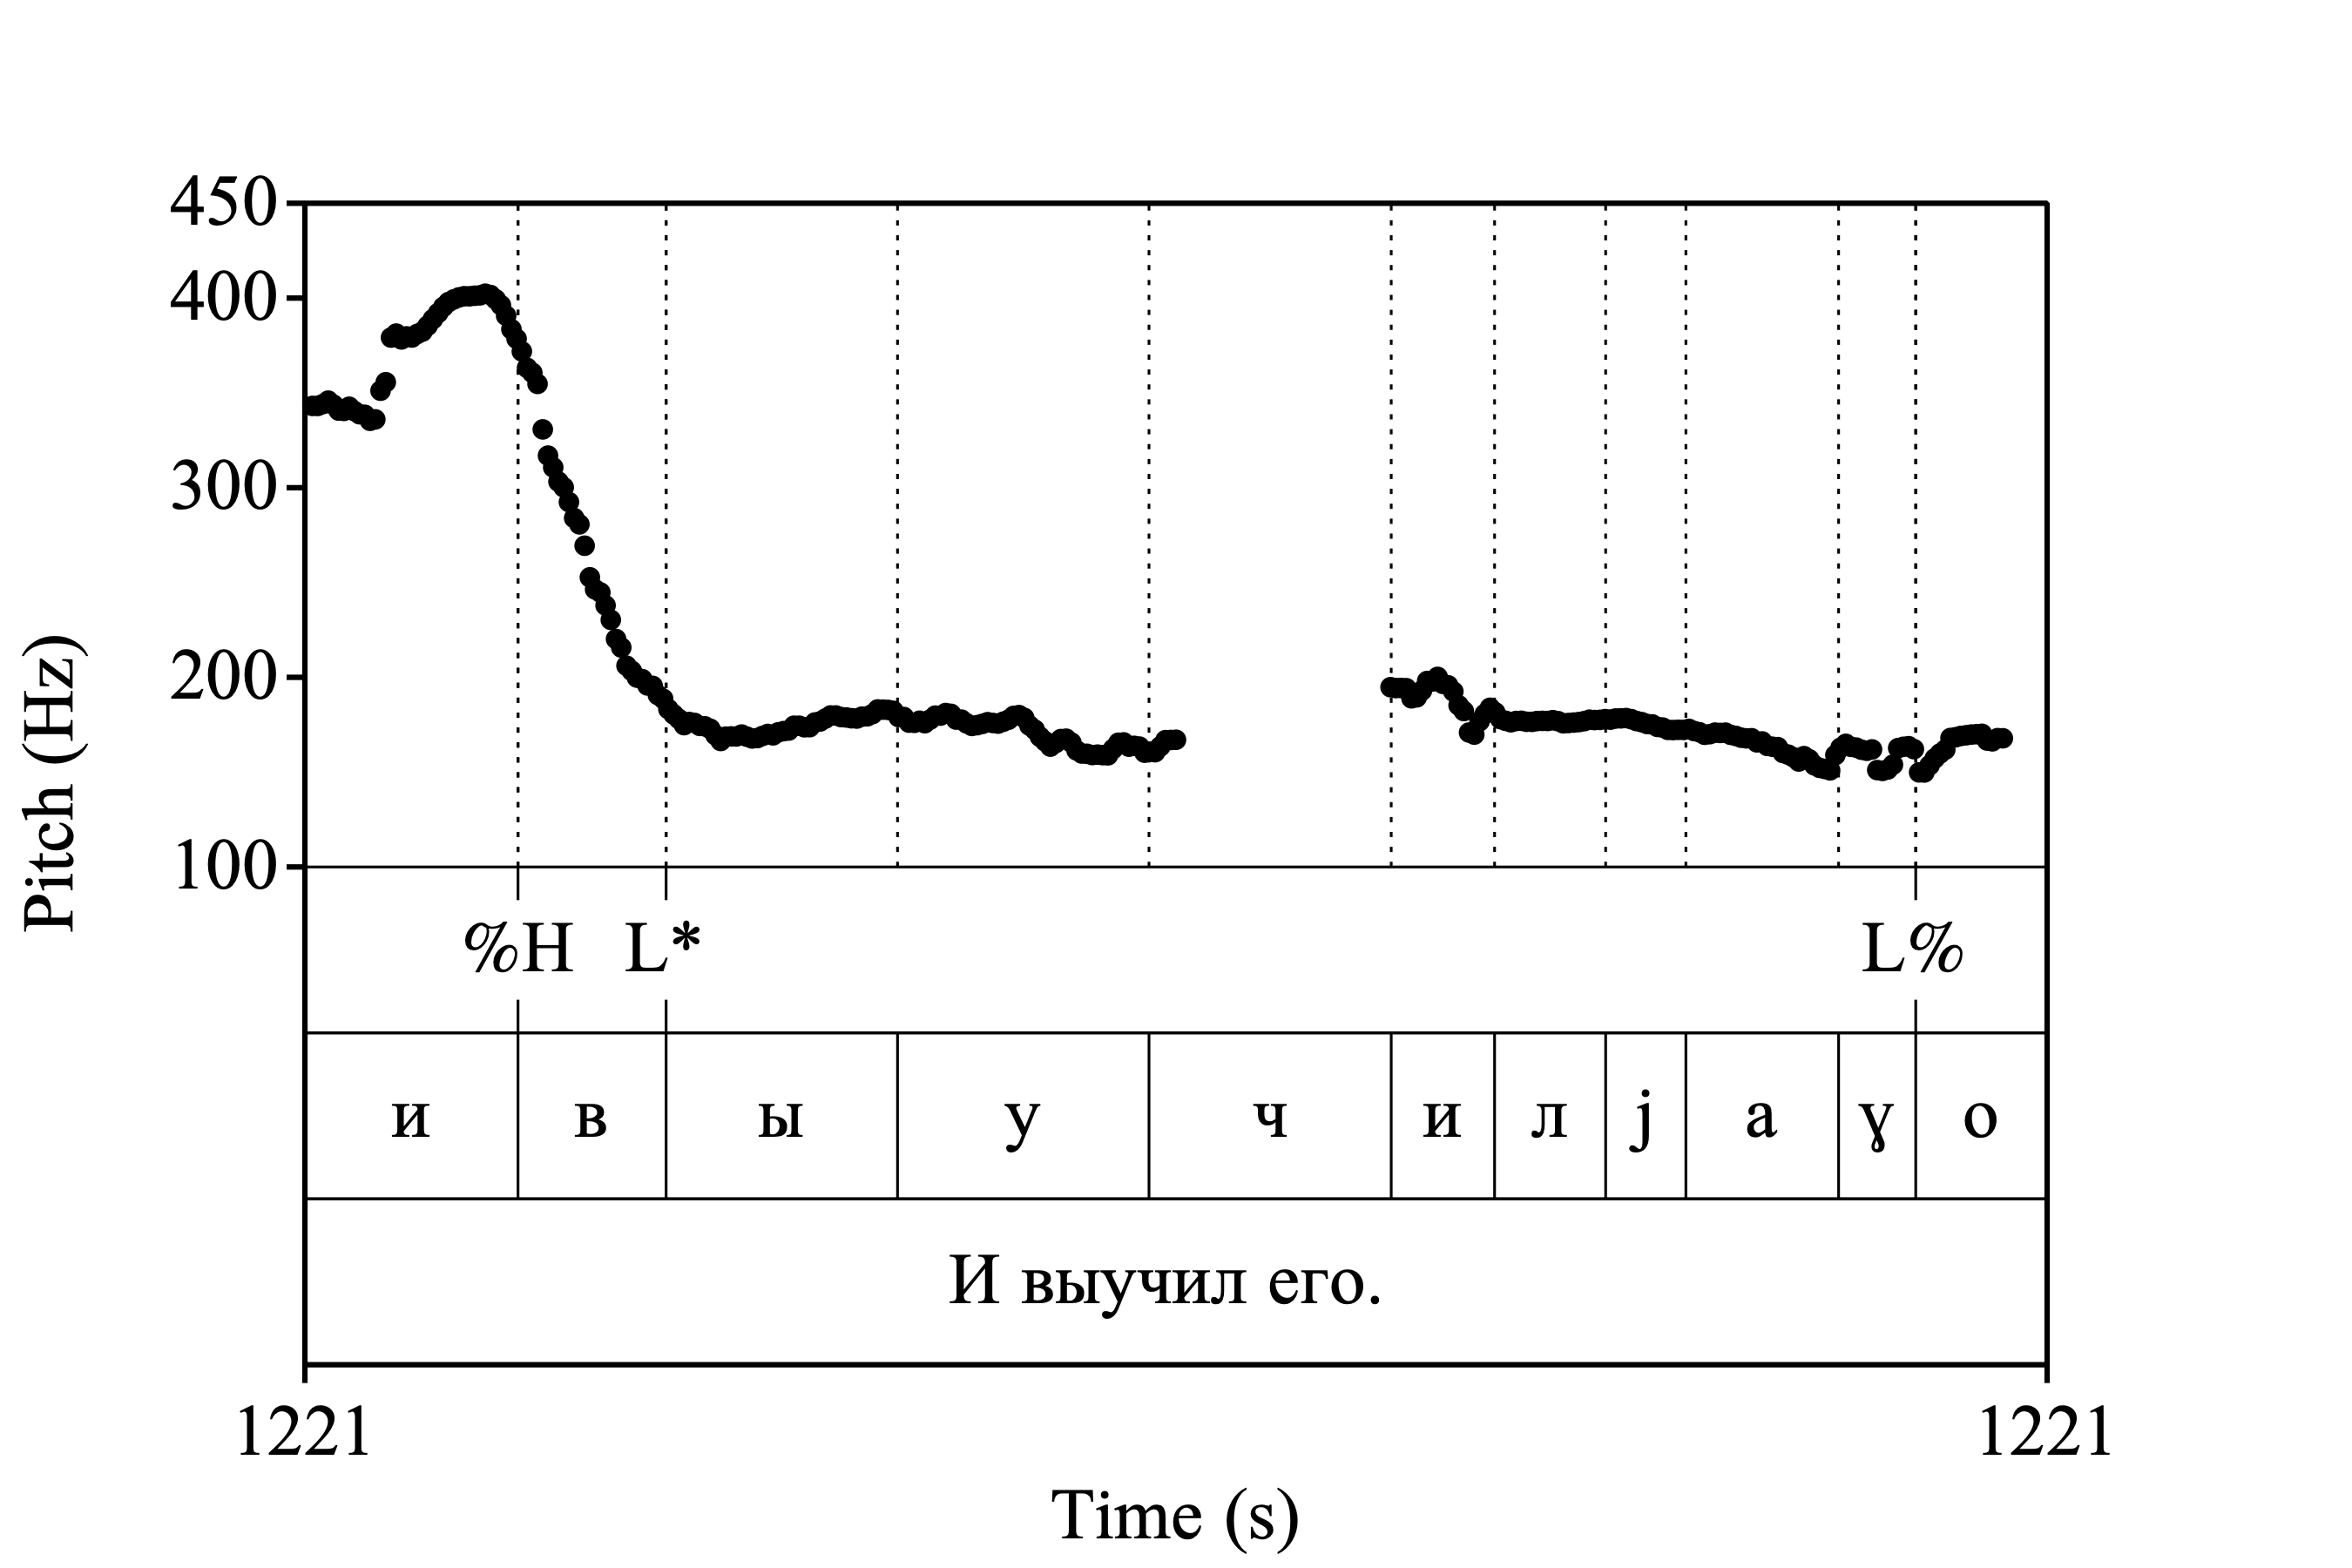 450
400
300
200
100
Pitch (Hz)
%H L* L%
и в ы у ч и л j а ɣ о
И выучил его.
1221 1221
Time (s)